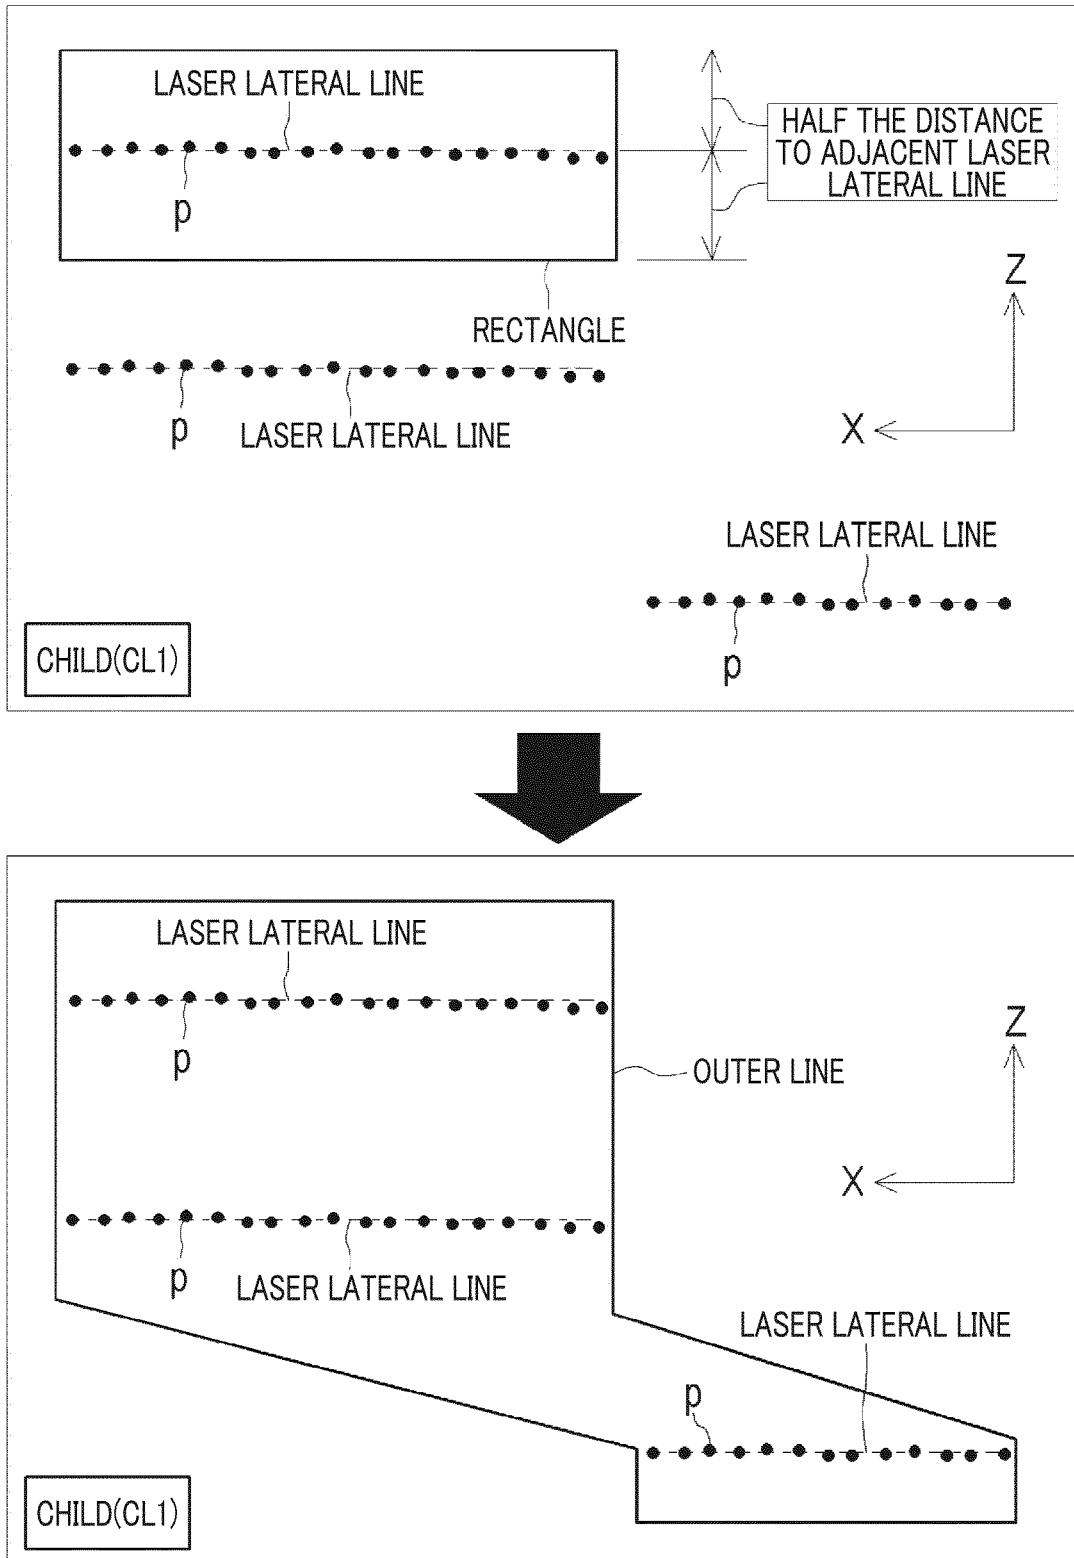 LASER LATERAL LINE
HALF THE DISTANCE
TO ADJACENT LASER
LATERAL LINE
p
Z
RECTANGLE
p
LASER LATERAL LINE
X
LASER LATERAL LINE
CHILD(CL1)
p
LASER LATERAL LINE
Z
p
OUTER LINE
X
p
LASER LATERAL LINE
LASER LATERAL LINE
p
CHILD(CL1)